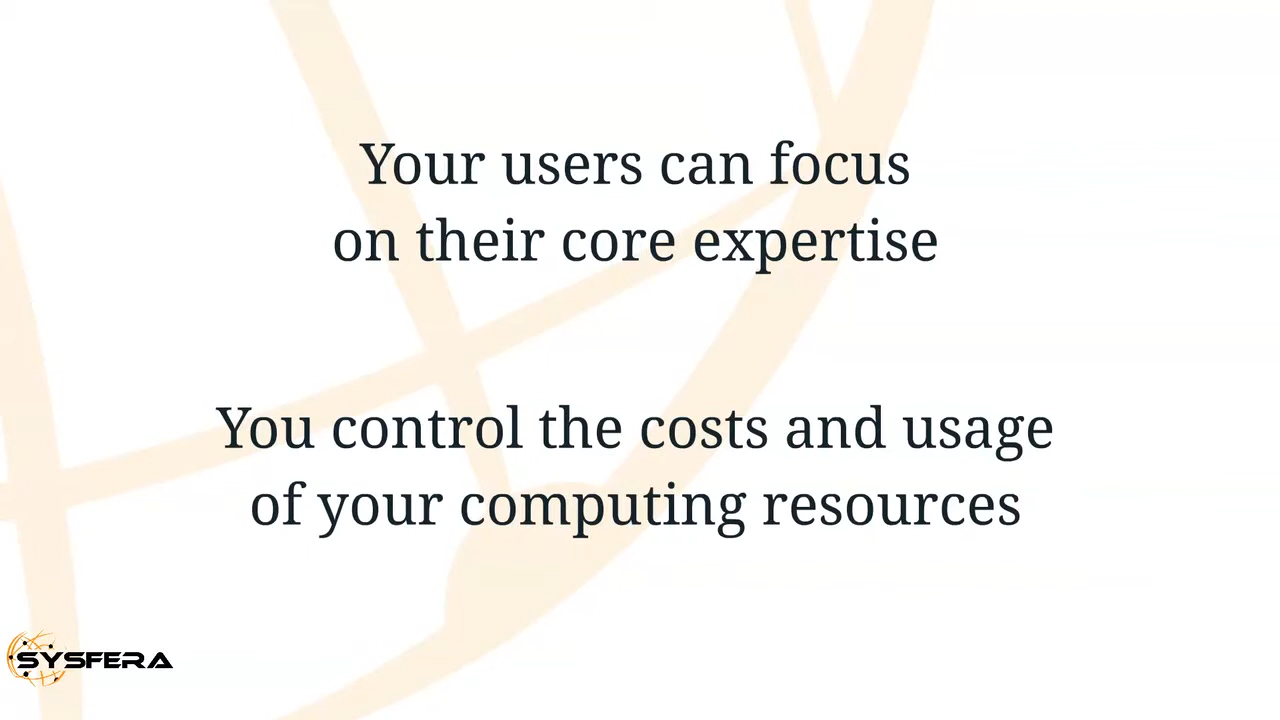 Your users can focus
on their core expertise
You control the costs and usage
of your computing resources
SYSFERA